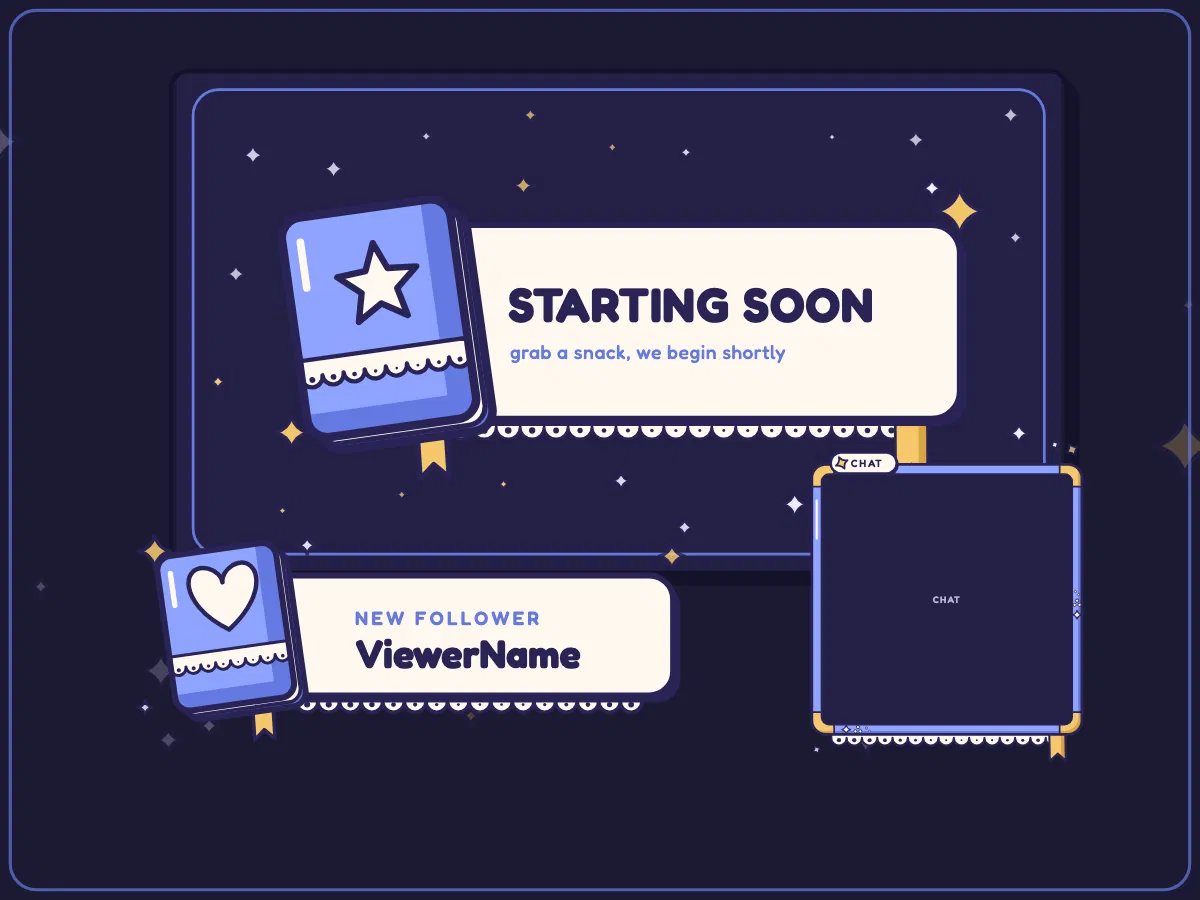 STARTING SOON
grab a snack, we begin shortly
CHAT
CHAT
NEW FOLLOWER
ViewerName